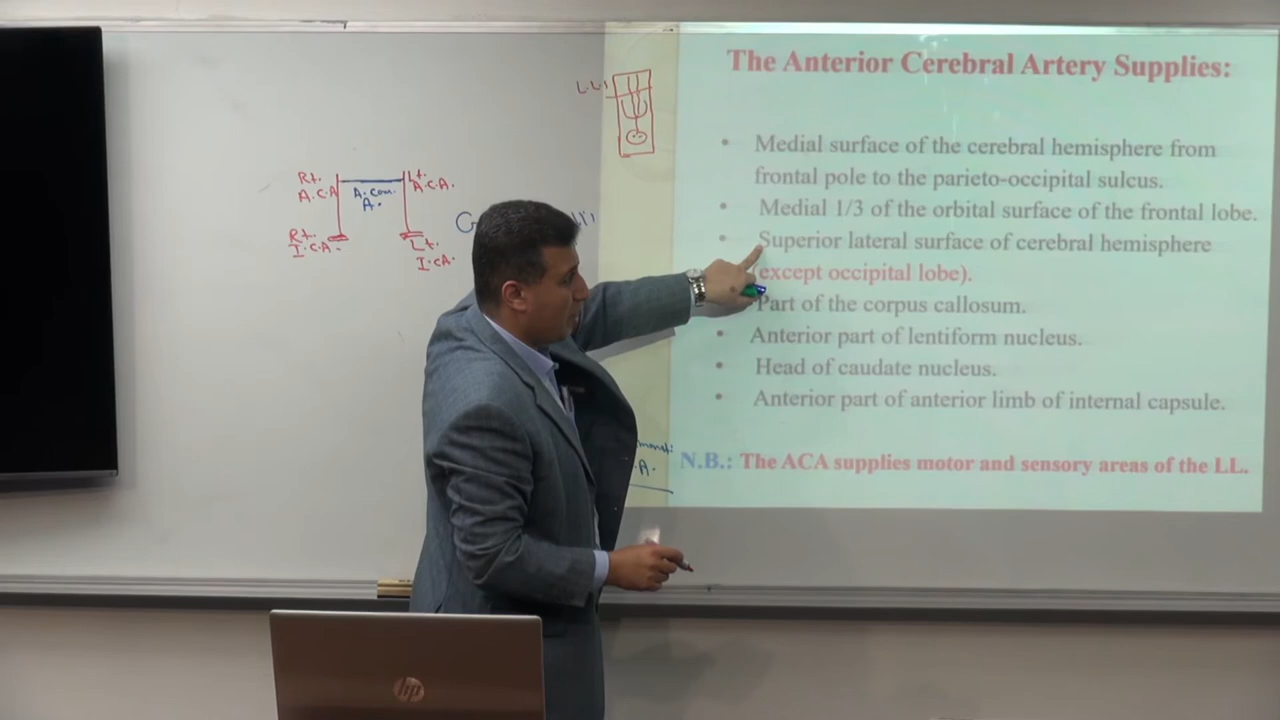 The Anterior Cerebral Artery Supplies:
• Medial surface of the cerebral hemisphere from
frontal pole to the parieto-occipital sulcus.
• Medial 1/3 of the orbital surface of the frontal lobe.
• Superior lateral surface of cerebral hemisphere
(except occipital lobe).
Part of the corpus callosum.
• Anterior part of lentiform nucleus.
• Head of caudate nucleus.
• Anterior part of anterior limb of internal capsule.
N.B.: The ACA supplies motor and sensory areas of the LL.
Rt.
A.C.A
A.com.
A.
Lt.
A.C.A.
Rt.
I.C.A.
Lt.
I.CA.
hp